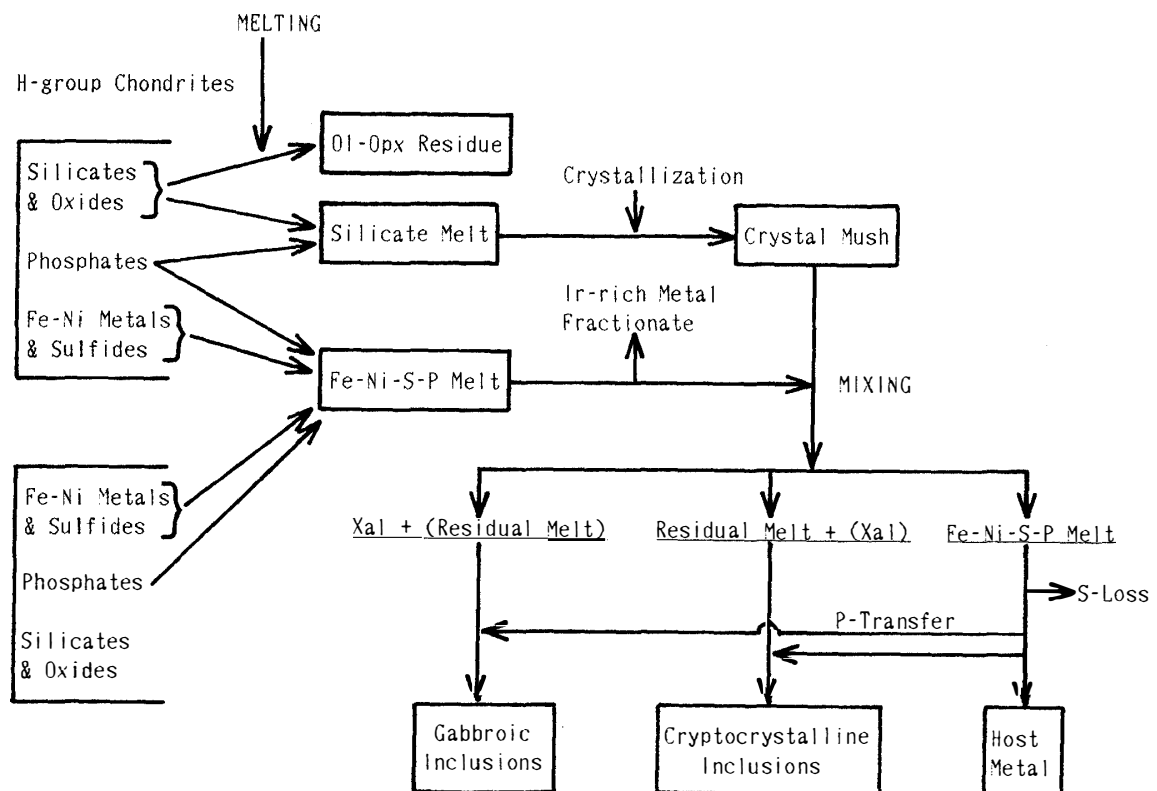 MELTING
H-group Chondrites
Silicates
& Oxides
Phosphates
Fe-Ni Metals
& Sulfides
Ol-Opx Residue
Silicate Melt
Crystallization
Crystal Mush
Ir-rich Metal
Fractionate
Fe-Ni-S-P Melt
MIXING
Fe-Ni Metals
& Sulfides
Phosphates
Silicates
& Oxides
Xal + (Residual Melt)
Residual Melt + (Xal)
Fe-Ni-S-P Melt
S-Loss
P-Transfer
Gabbroic
Inclusions
Cryptocrystalline
Inclusions
Host
Metal